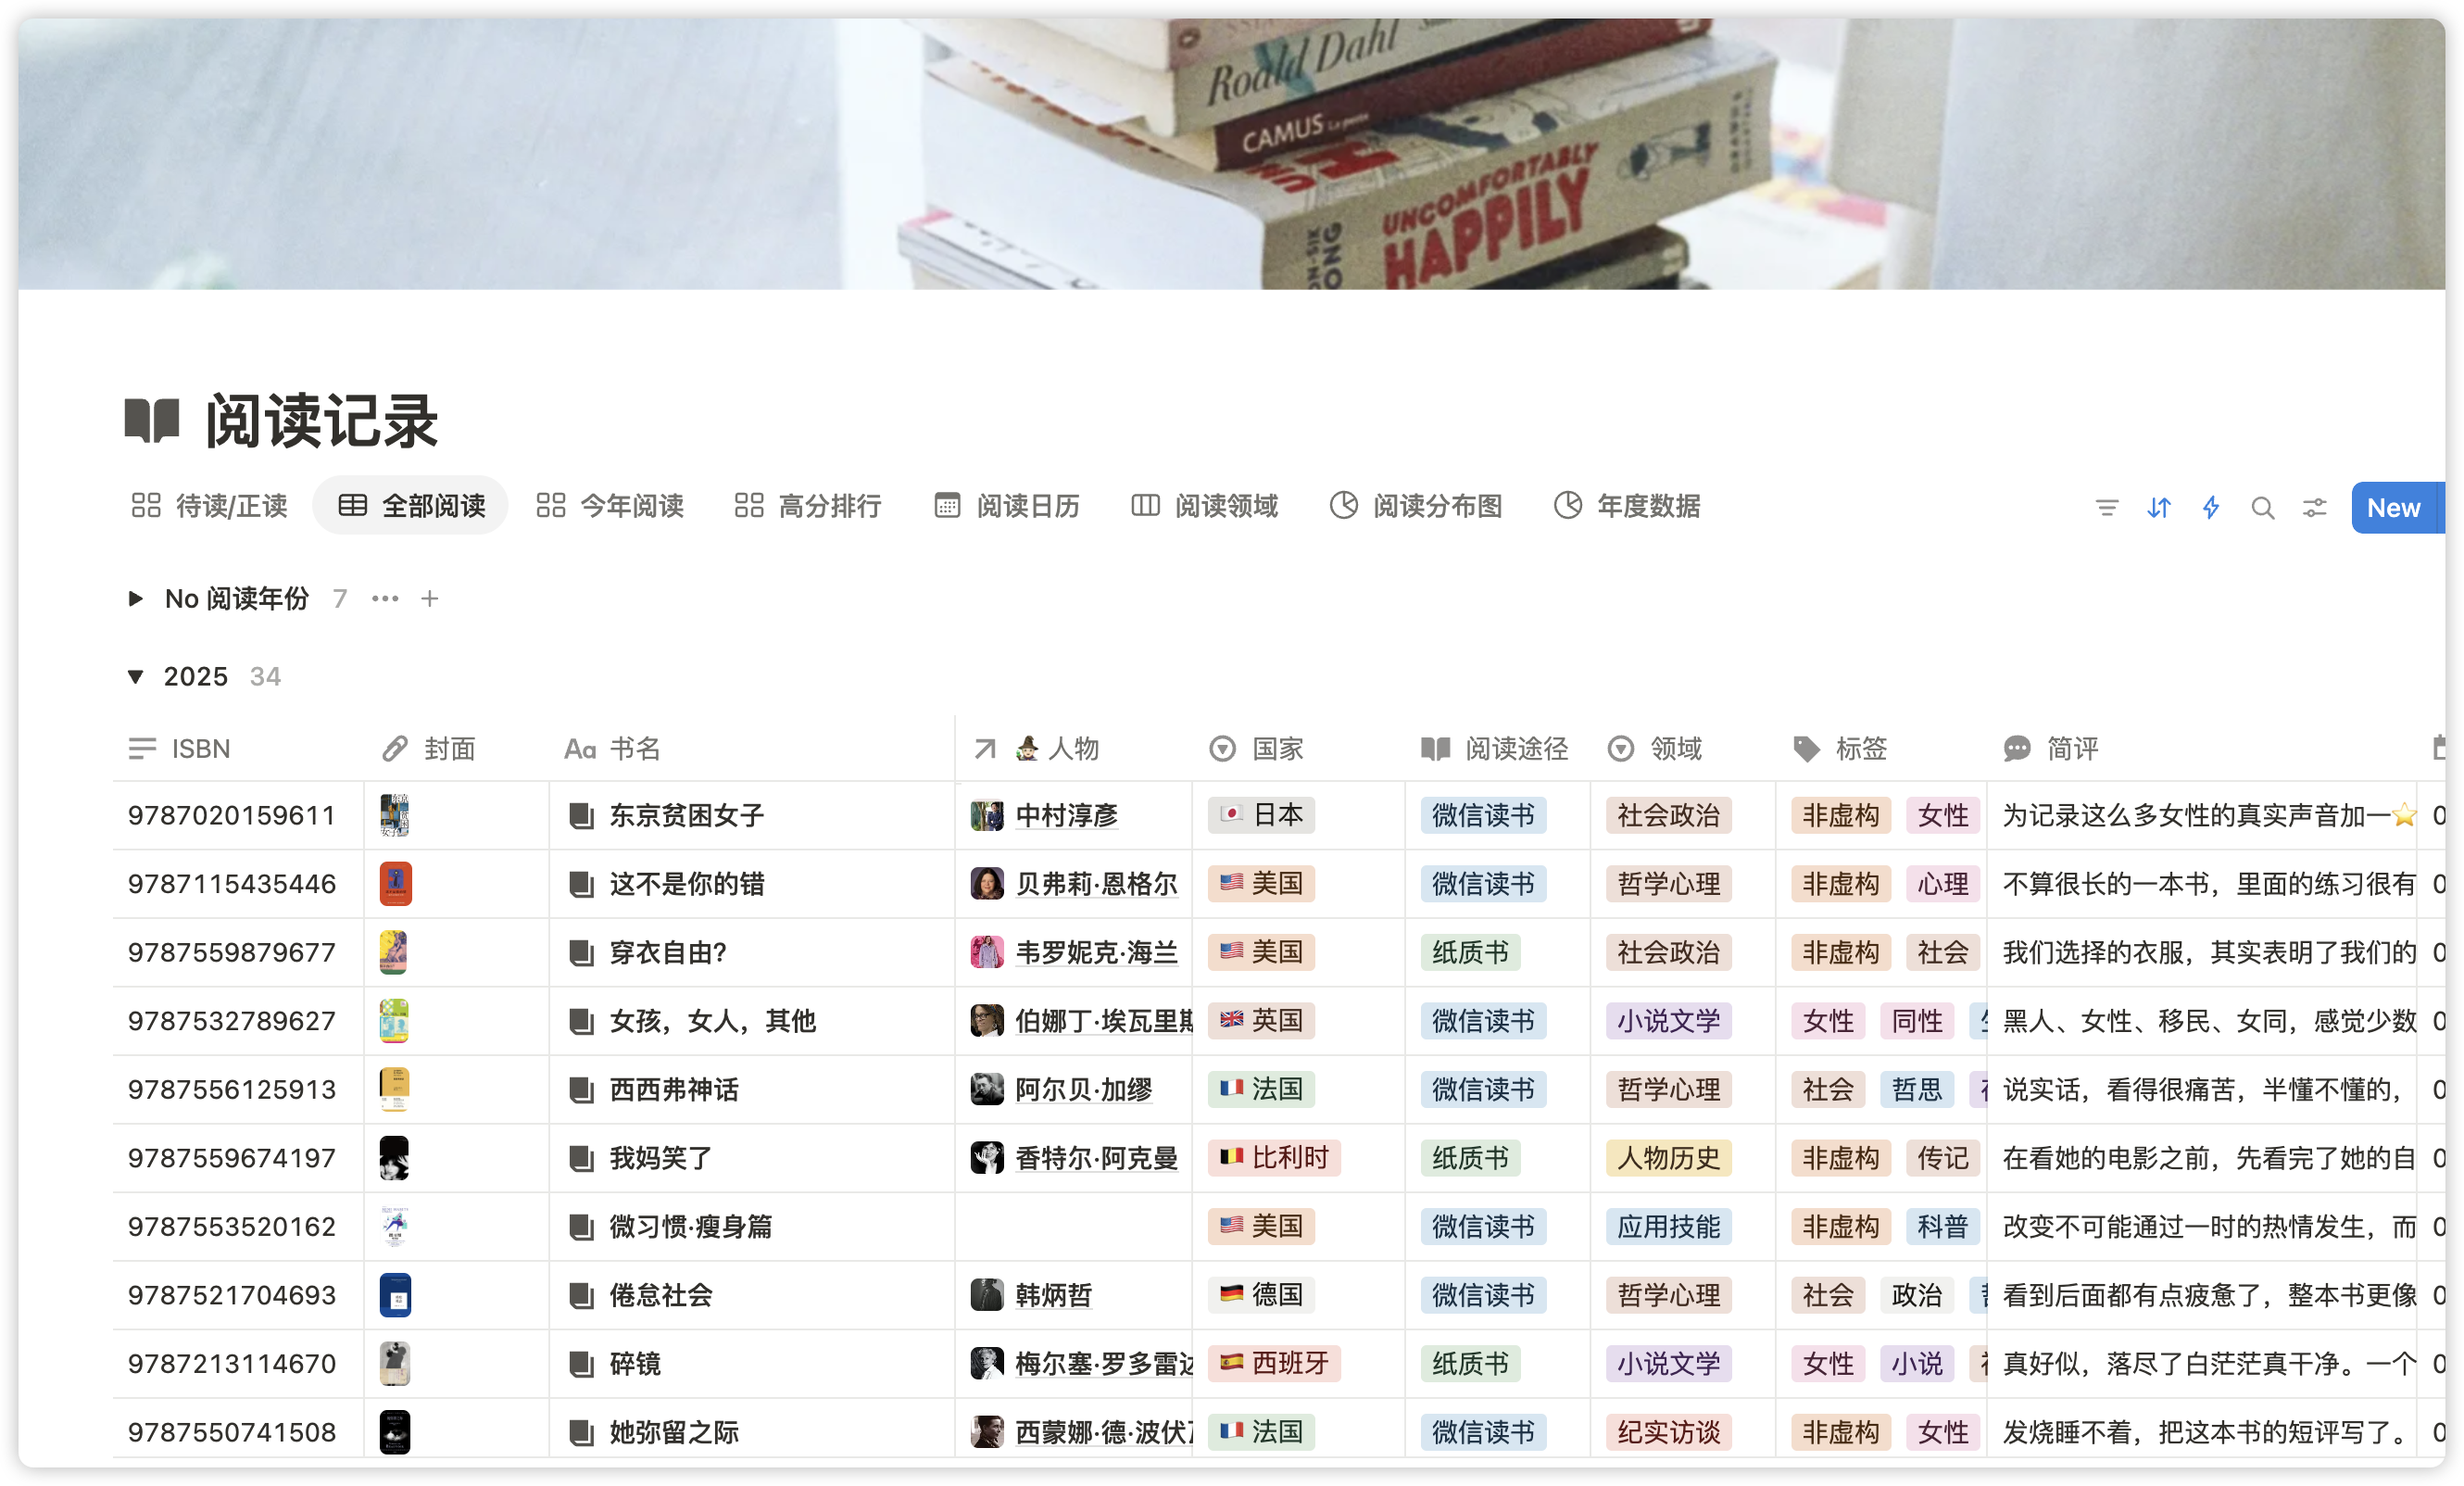 Roald Dahl
CAMUS La peste
UNCOMFORTABLY
HAPPILY
阅读记录
待读/正读 全部阅读 今年阅读 高分排行 阅读日历 阅读领域 阅读分布图 年度数据 New
No 阅读年份 7
2025 34
ISBN 封面 Aa 书名 人物 国家 阅读途径 领域 标签 简评
9787020159611 东京贫困女子 中村淳彥 日本 微信读书 社会政治 非虚构 女性 为记录这么多女性的真实声音加一⭐ 0
9787115435446 这不是你的错 贝弗莉·恩格尔 美国 微信读书 哲学心理 非虚构 心理 不算很长的一本书，里面的练习很有 0
9787559879677 穿衣自由? 韦罗妮克·海兰 美国 纸质书 社会政治 非虚构 社会 我们选择的衣服，其实表明了我们的 0
9787532789627 女孩，女人，其他 伯娜丁·埃瓦里斯 英国 微信读书 小说文学 女性 同性 黑人、女性、移民、女同，感觉少数 0
9787556125913 西西弗神话 阿尔贝·加缪 法国 微信读书 哲学心理 社会 哲思 说实话，看得很痛苦，半懂不懂的， 0
9787559674197 我妈笑了 香特尔·阿克曼 比利时 纸质书 人物历史 非虚构 传记 在看她的电影之前，先看完了她的自 0
9787553520162 微习惯·瘦身篇 美国 微信读书 应用技能 非虚构 科普 改变不可能通过一时的热情发生，而 0
9787521704693 倦怠社会 韩炳哲 德国 微信读书 哲学心理 社会 政治 看到后面都有点疲惫了，整本书更像 0
9787213114670 碎镜 梅尔塞·罗多雷达 西班牙 纸质书 小说文学 女性 小说 真好似，落尽了白茫茫真干净。一个 0
9787550741508 她弥留之际 西蒙娜·德·波伏瓦 法国 微信读书 纪实访谈 非虚构 女性 发烧睡不着，把这本书的短评写了。 0